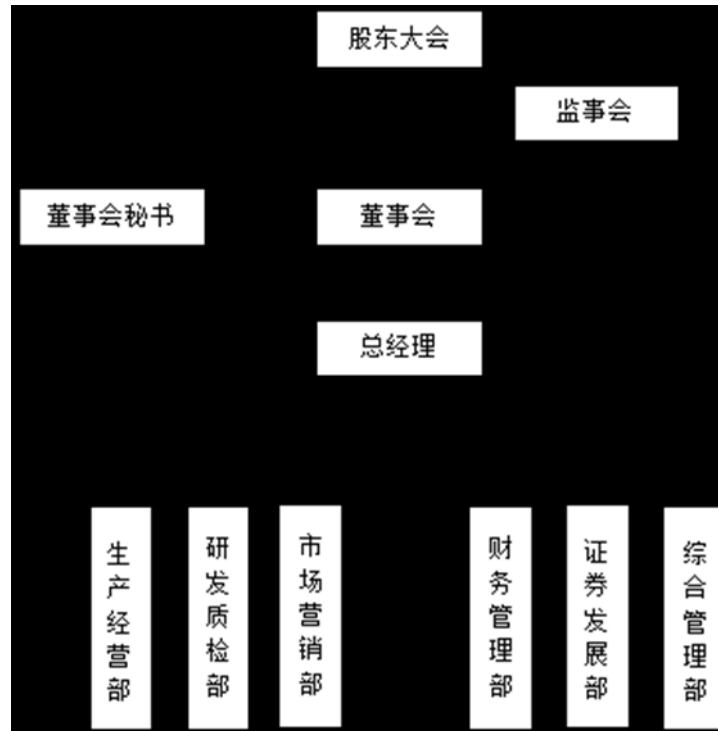 股东大会
监事会
董事会秘书
董事会
总经理
生产经营部
研发质检部
市场营销部
财务管理部
证券发展部
综合管理部